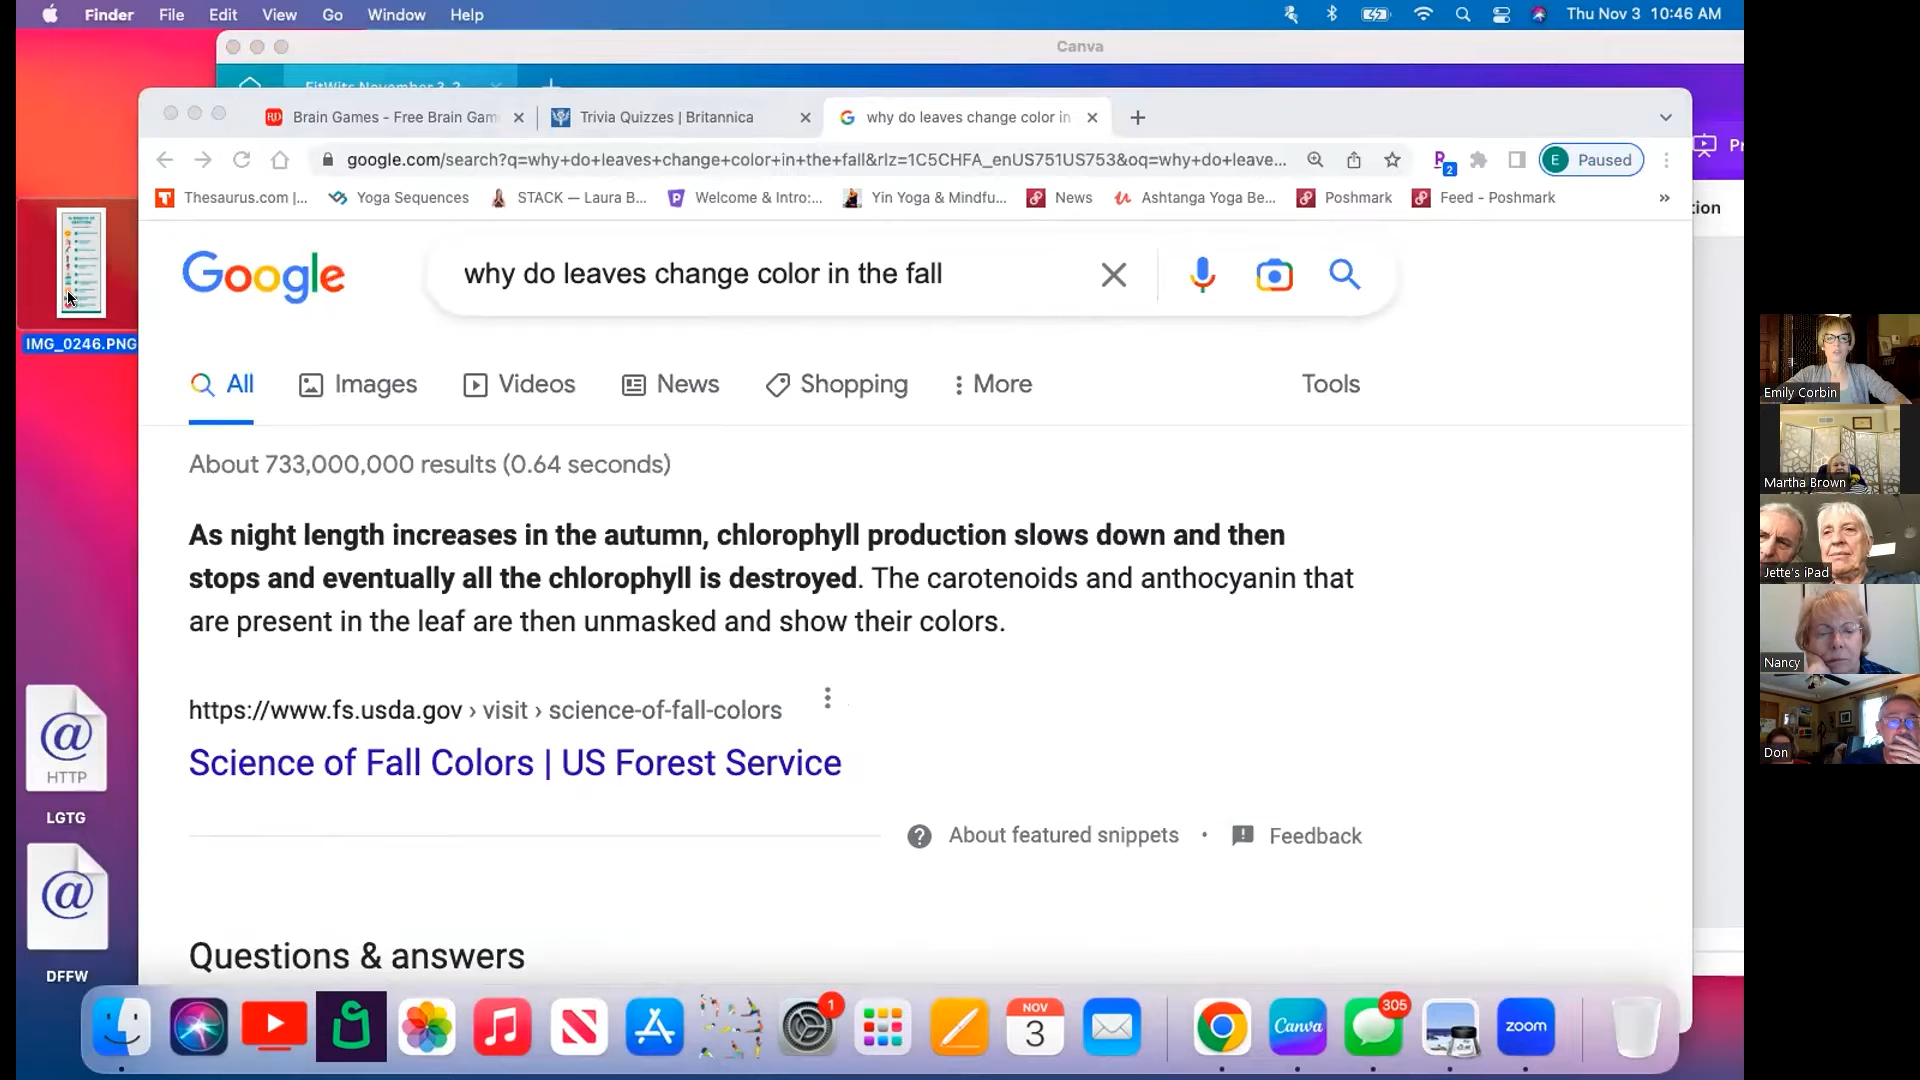 Finder File Edit View Go Window Help
Thu Nov 3 10:46 AM
Canva
FitWits November 3, 2
Brain Games - Free Brain Gam
Trivia Quizzes | Britannica
why do leaves change color in
google.com/search?q=why+do+leaves+change+color+in+the+fall&rlz=1C5CHFA_enUS751US753&oq=why+do+leave...
2
E Paused
Pr
Thesaurus.com |...
Yoga Sequences
STACK — Laura B...
Welcome & Intro:...
Yin Yoga & Mindfu...
News
Ashtanga Yoga Be...
Poshmark
Feed - Poshmark
»
tion
Google
why do leaves change color in the fall
IMG_0246.PNG
All Images Videos News Shopping More Tools
About 733,000,000 results (0.64 seconds)
As night length increases in the autumn, chlorophyll production slows down and then
stops and eventually all the chlorophyll is destroyed. The carotenoids and anthocyanin that
are present in the leaf are then unmasked and show their colors.
https://www.fs.usda.gov › visit › science-of-fall-colors
Science of Fall Colors | US Forest Service
About featured snippets • Feedback
Questions & answers
@
HTTP
LGTG
@
DFFW
1
NOV
3
Canva
305
zoom
Emily Corbin
Martha Brown
Jette's iPad
Nancy
Don